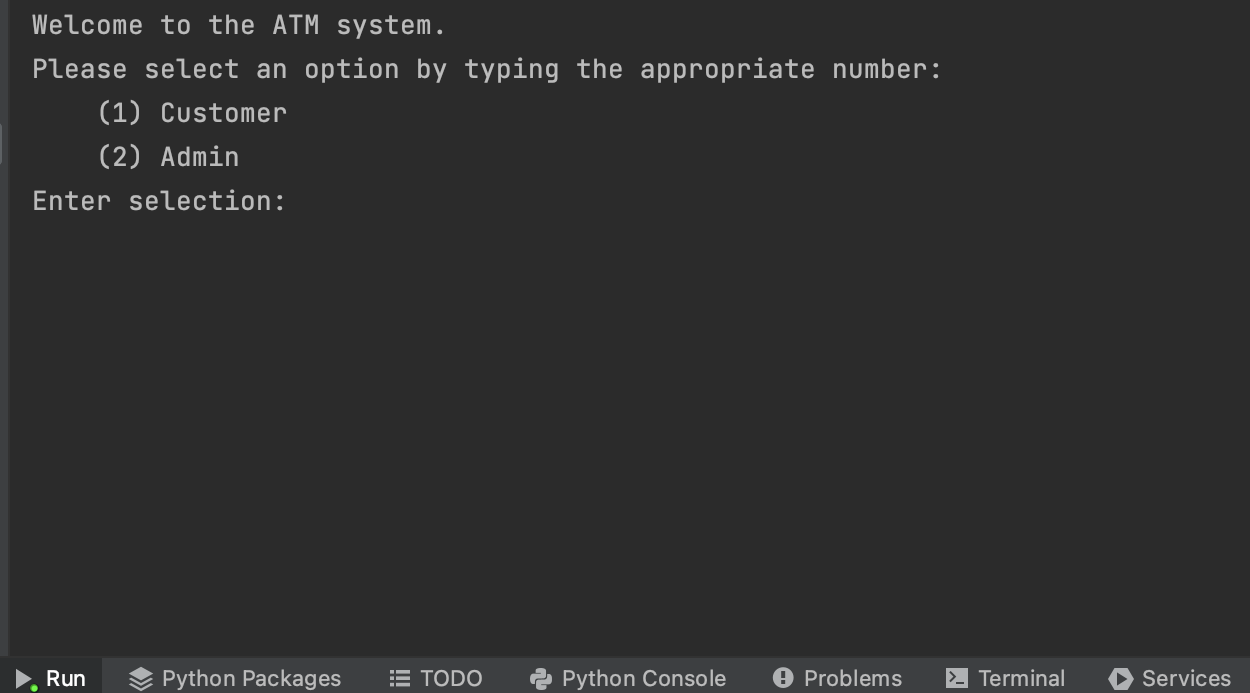 Welcome to the ATM system.
Please select an option by typing the appropriate number:
(1) Customer
(2) Admin
Enter selection:
Run Python Packages TODO Python Console Problems Terminal Services